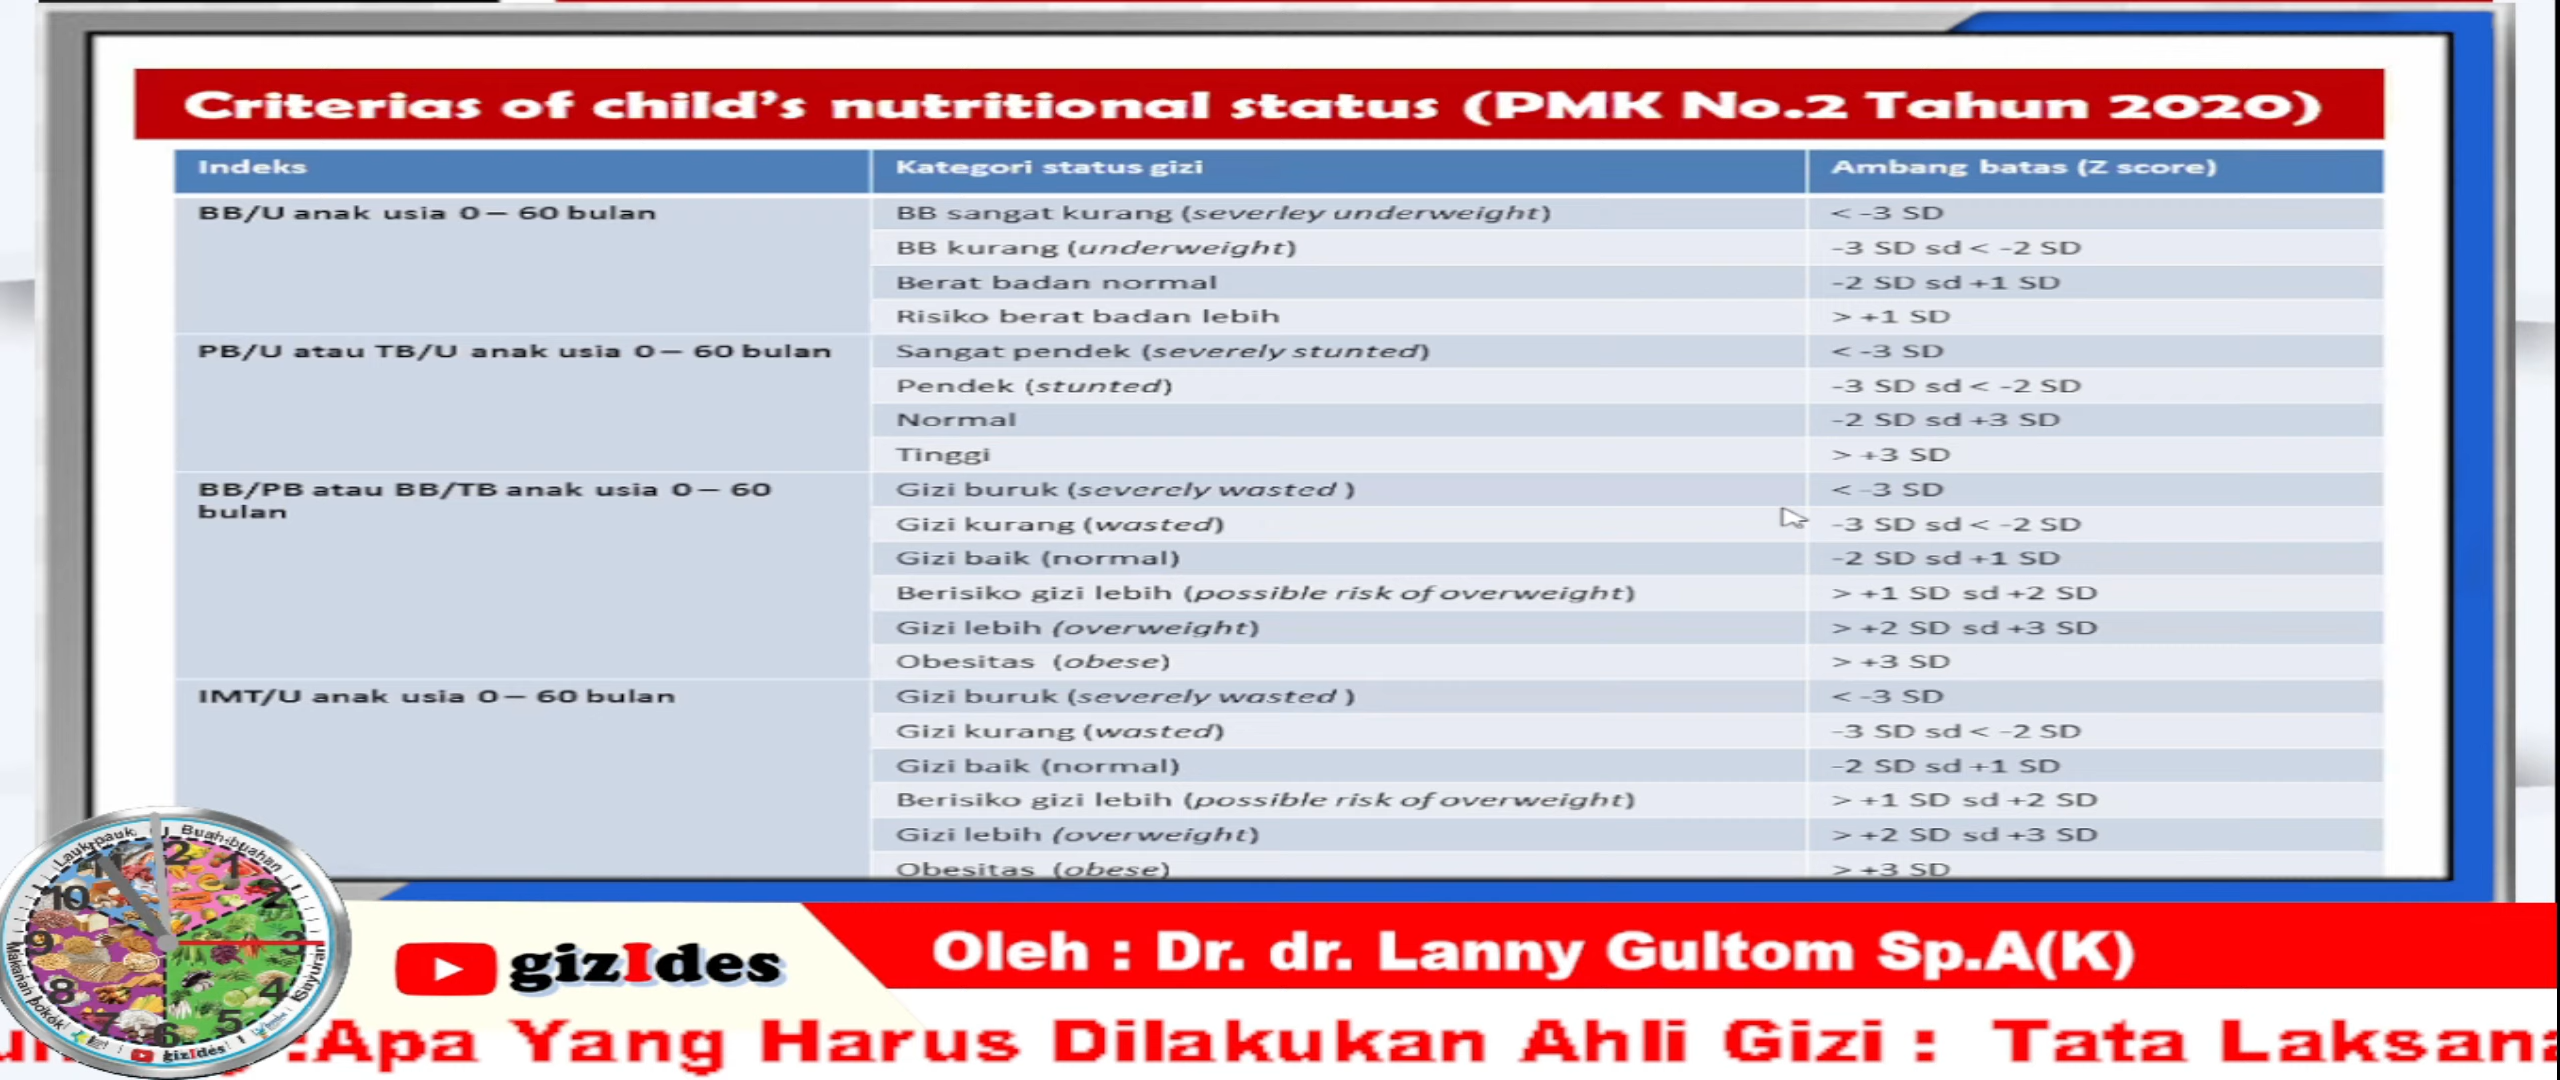 Criterias of child's nutritional status (PMK No.2 Tahun 2020)
Indeks Kategori status gizi Ambang batas (Z score)
BB/U anak usia 0 – 60 bulan BB sangat kurang (severley underweight) < -3 SD
BB kurang (underweight) -3 SD sd < -2 SD
Berat badan normal -2 SD sd +1 SD
Risiko berat badan lebih > +1 SD
PB/U atau TB/U anak usia 0 – 60 bulan Sangat pendek (severely stunted) < -3 SD
Pendek (stunted) -3 SD sd < -2 SD
Normal -2 SD sd +3 SD
Tinggi > +3 SD
BB/PB atau BB/TB anak usia 0 – 60 bulan Gizi buruk (severely wasted ) < -3 SD
Gizi kurang (wasted) -3 SD sd < -2 SD
Gizi baik (normal) -2 SD sd +1 SD
Berisiko gizi lebih (possible risk of overweight) > +1 SD sd +2 SD
Gizi lebih (overweight) > +2 SD sd +3 SD
Obesitas (obese) > +3 SD
IMT/U anak usia 0 – 60 bulan Gizi buruk (severely wasted ) < -3 SD
Gizi kurang (wasted) -3 SD sd < -2 SD
Gizi baik (normal) -2 SD sd +1 SD
Berisiko gizi lebih (possible risk of overweight) > +1 SD sd +2 SD
Gizi lebih (overweight) > +2 SD sd +3 SD
Obesitas (obese) > +3 SD
Lauk-pauk Buah-buahan
Makanan pokok Sayuran
gizIdes
gizIdes
Oleh : Dr. dr. Lanny Gultom Sp.A(K)
:Apa Yang Harus Dilakukan Ahli Gizi : Tata Laksana